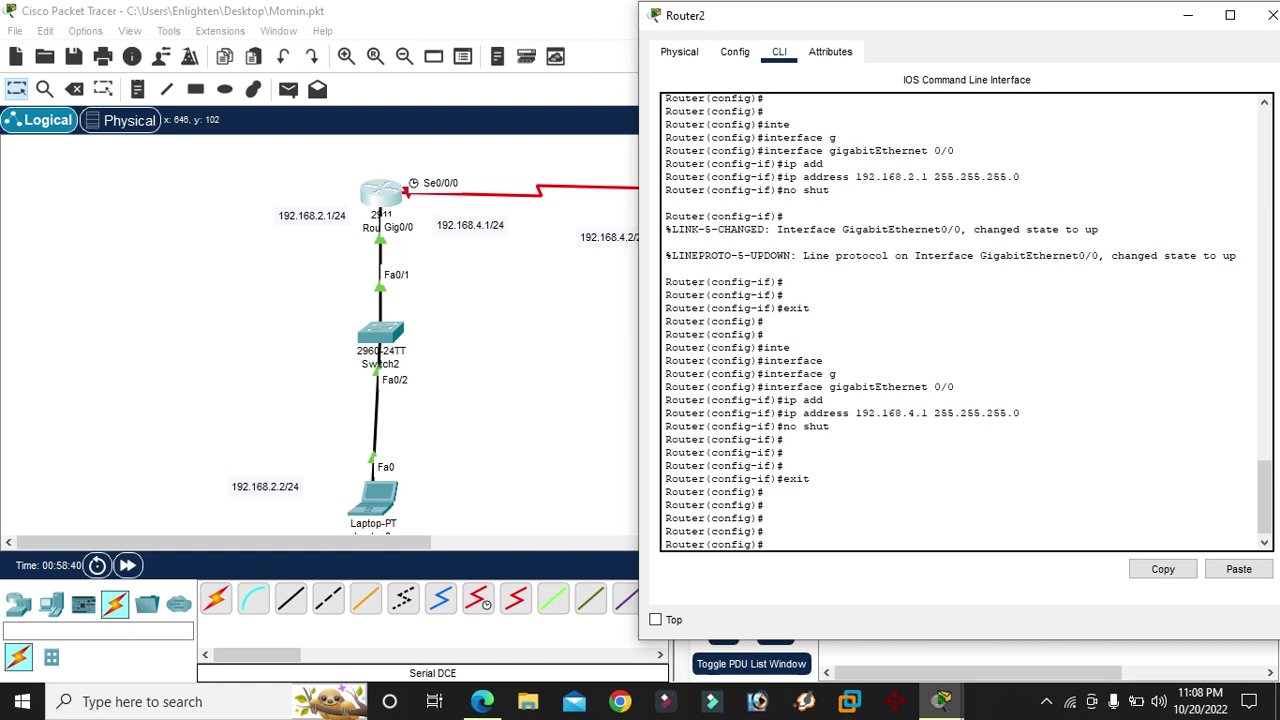 Cisco Packet Tracer - C:\Users\Enlighten\Desktop\Momin.pkt
File Edit Options View Tools Extensions Window Help
Logical Physical x: 646, y: 102
Se0/0/0
192.168.2.1/24
2911
Rou Gig0/0
192.168.4.1/24
192.168.4.2/
Fa0/1
2960-24TT
Switch2
Fa0/2
Fa0
192.168.2.2/24
Laptop-PT
Time: 00:58:40
Serial DCE
Router2
Physical Config CLI Attributes
IOS Command Line Interface
Router(config)#
Router(config)#
Router(config)#inte
Router(config)#interface g
Router(config)#interface gigabitEthernet 0/0
Router(config-if)#ip add
Router(config-if)#ip address 192.168.2.1 255.255.255.0
Router(config-if)#no shut
Router(config-if)#
%LINK-5-CHANGED: Interface GigabitEthernet0/0, changed state to up
%LINEPROTO-5-UPDOWN: Line protocol on Interface GigabitEthernet0/0, changed state to up
Router(config-if)#
Router(config-if)#
Router(config-if)#exit
Router(config)#
Router(config)#
Router(config)#inte
Router(config)#interface
Router(config)#interface g
Router(config)#interface gigabitEthernet 0/0
Router(config-if)#ip add
Router(config-if)#ip address 192.168.4.1 255.255.255.0
Router(config-if)#no shut
Router(config-if)#
Router(config-if)#
Router(config-if)#
Router(config-if)#exit
Router(config)#
Router(config)#
Router(config)#
Router(config)#
Router(config)#
Copy Paste
Top
Toggle PDU List Window
Type here to search
11:08 PM
10/20/2022